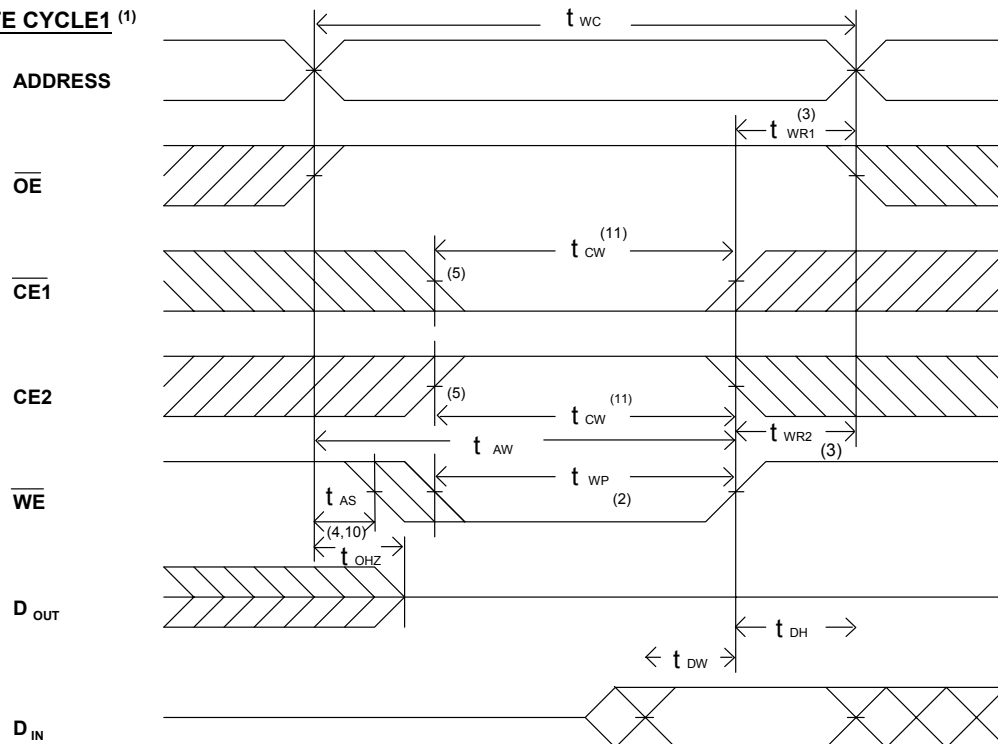 TE CYCLE1 (1)
t WC
ADDRESS
(3)
t WR1
OE
(11)
t CW
CE1
(5)
CE2
(5)
t CW (11)
t WR2
t AW
(3)
t WP
WE
(2)
t AS
(4,10)
t OHZ
D OUT
t DH
t DW
D IN